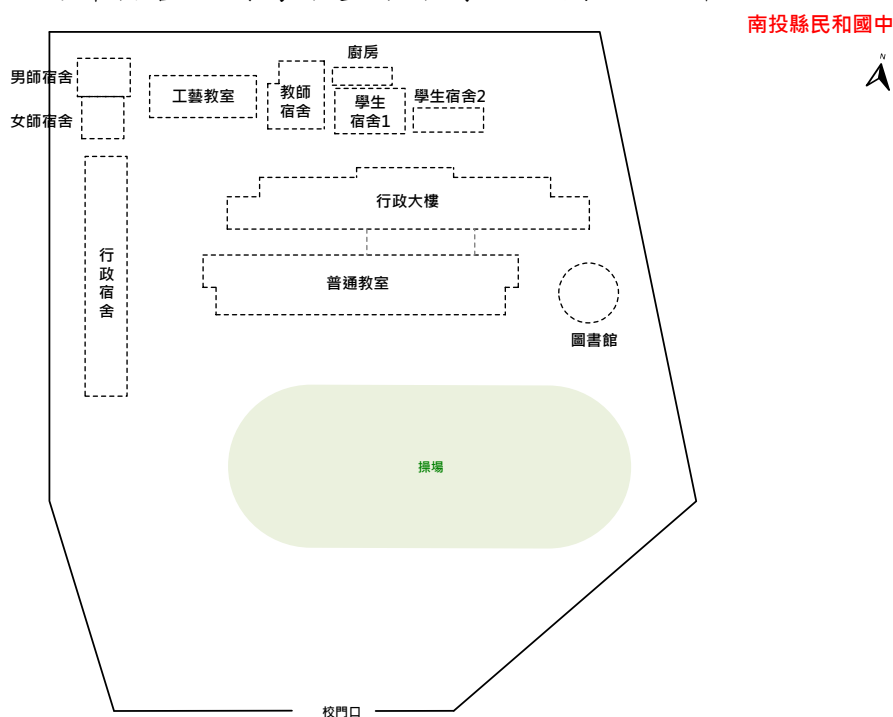 南投縣民和國中
N
廚房
男師宿舍
工藝教室
教師
宿舍
學生
宿舍1
學生宿舍2
女師宿舍
行政大樓
行
政
宿
舍
普通教室
圖書館
操場
校門口